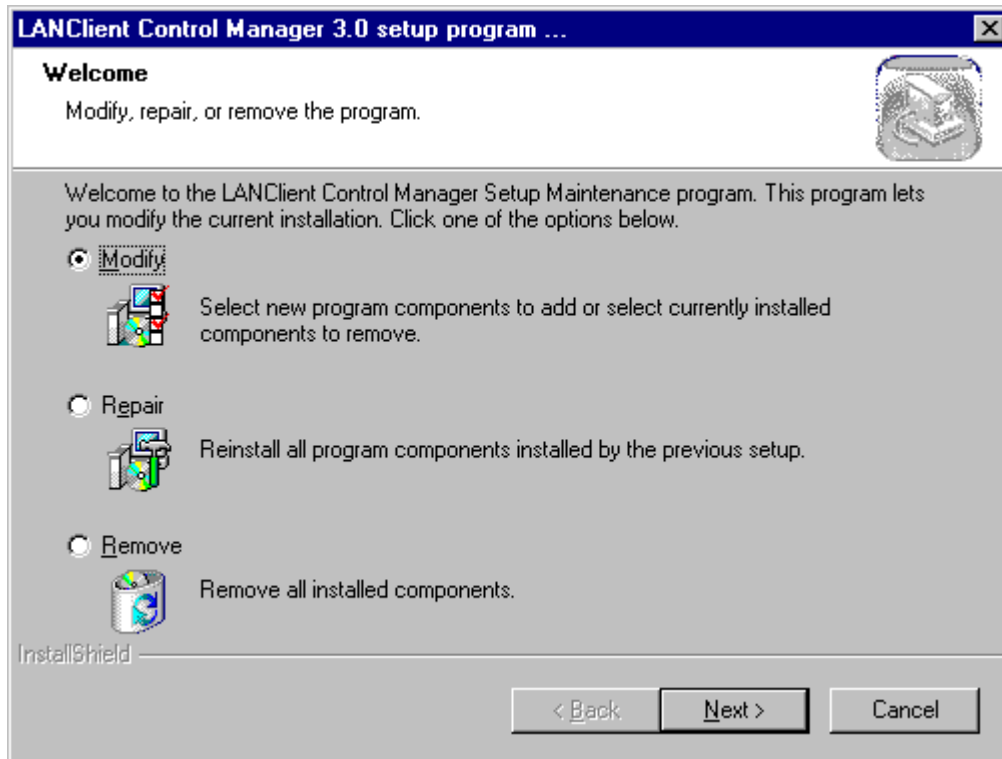 LANClient Control Manager 3.0 setup program ...
Welcome
Modify, repair, or remove the program.
Welcome to the LANClient Control Manager Setup Maintenance program. This program lets
you modify the current installation. Click one of the options below.
Modify
Select new program components to add or select currently installed
components to remove.
Repair
Reinstall all program components installed by the previous setup.
Remove
Remove all installed components.
InstallShield
< Back
Next >
Cancel